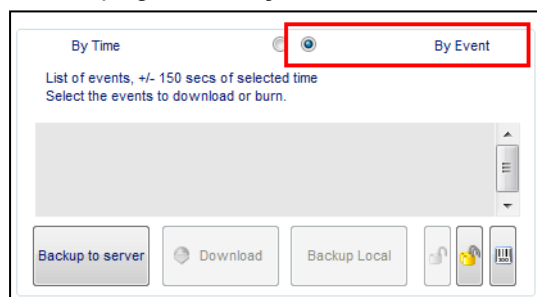 By Time By Event
List of events, +/- 150 secs of selected time
Select the events to download or burn.
Backup to server Download Backup Local